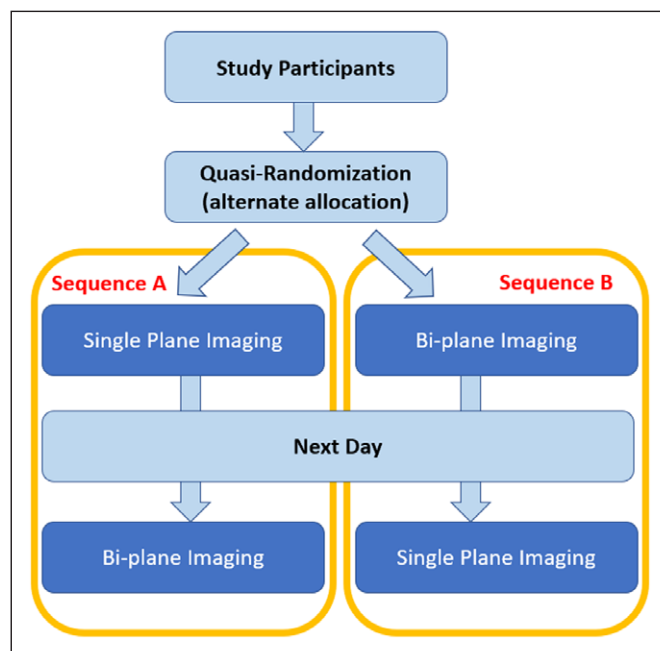 Study Participants
Quasi-Randomization
(alternate allocation)
Sequence A
Sequence B
Single Plane Imaging
Bi-plane Imaging
Next Day
Bi-plane Imaging
Single Plane Imaging